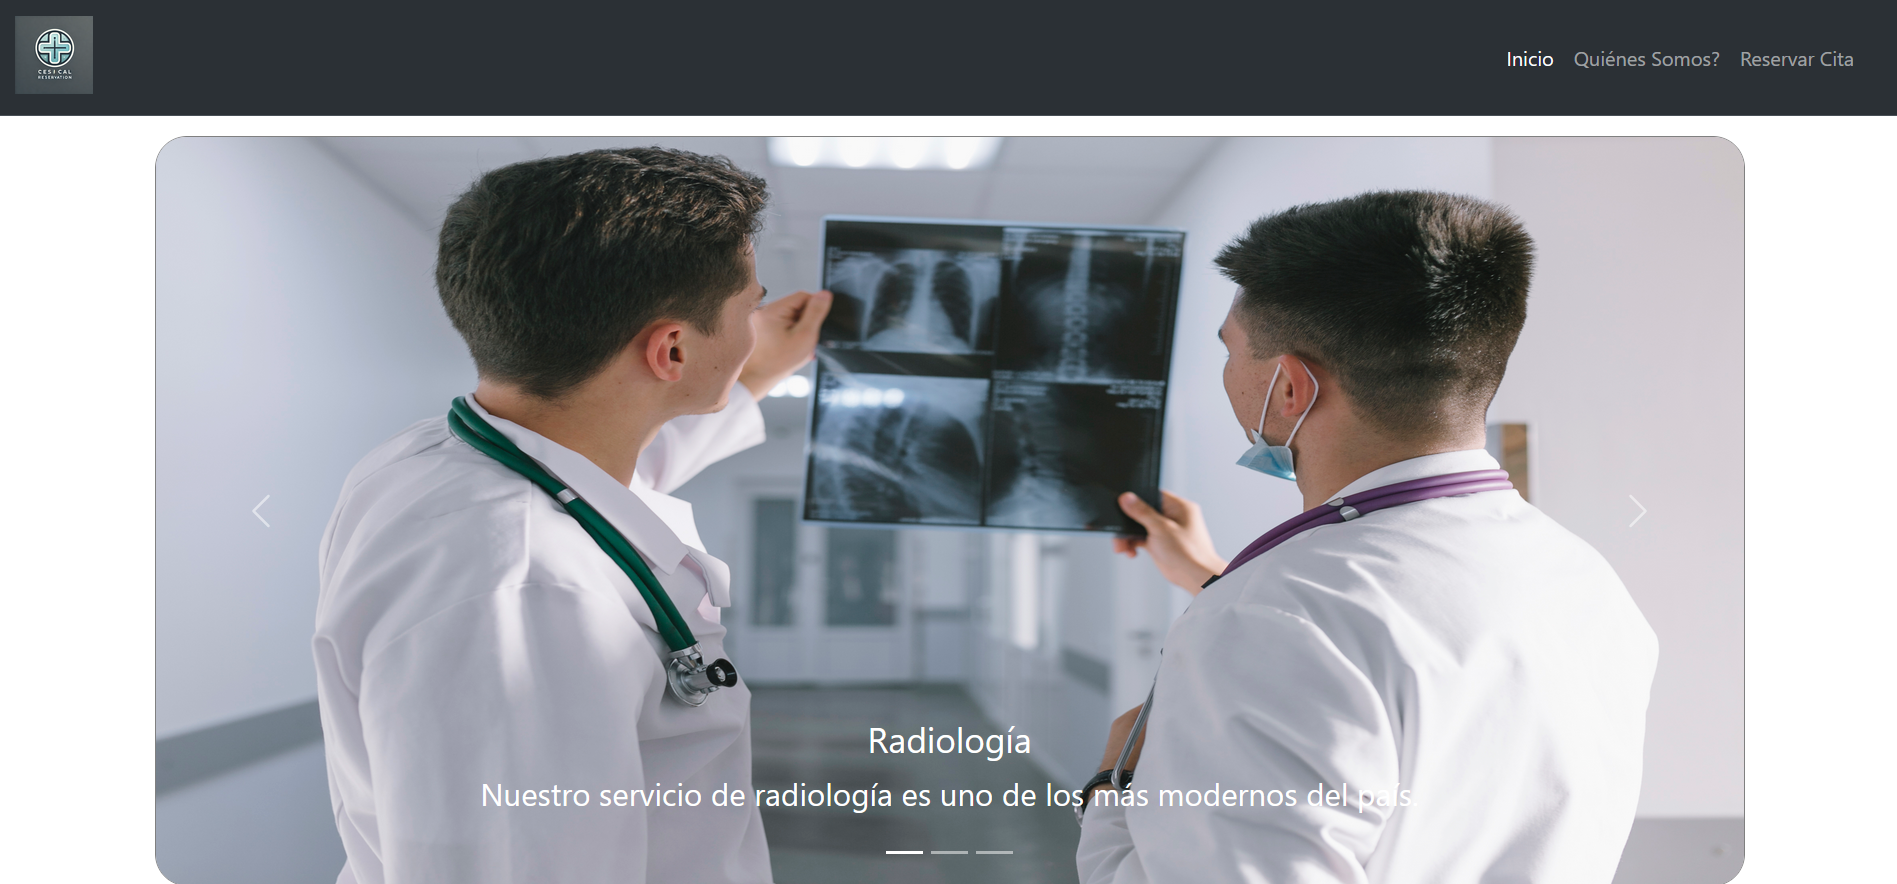 CESICAL
RESERVATION
Inicio Quiénes Somos? Reservar Cita
Radiología
Nuestro servicio de radiología es uno de los más modernos del país.